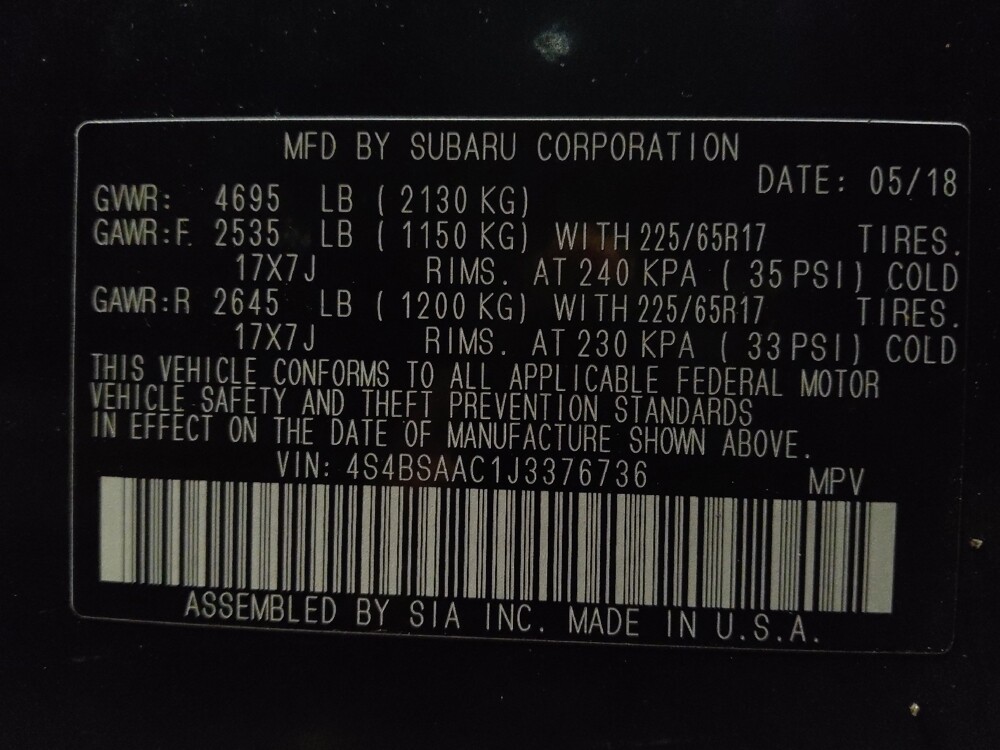 MFD BY SUBARU CORPORATION
DATE: 05/18
GVWR: 4695 LB ( 2130 KG)
GAWR:F. 2535 LB ( 1150 KG) WITH 225/65R17 TIRES.
17X7J RIMS. AT 240 KPA ( 35 PSI) COLD
GAWR:R 2645 LB ( 1200 KG) WITH 225/65R17 TIRES.
17X7J RIMS. AT 230 KPA ( 33 PSI) COLD
THIS VEHICLE CONFORMS TO ALL APPLICABLE FEDERAL MOTOR
VEHICLE SAFETY AND THEFT PREVENTION STANDARDS
IN EFFECT ON THE DATE OF MANUFACTURE SHOWN ABOVE.
VIN: 4S4BSAAC1J3376736 MPV
ASSEMBLED BY SIA INC. MADE IN U.S.A.